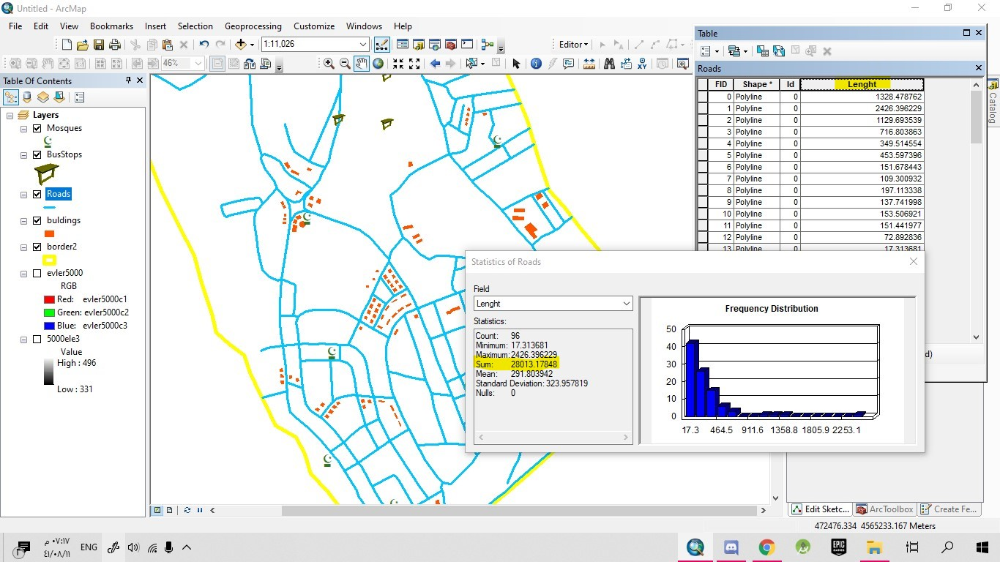 Untitled - ArcMap
File Edit View Bookmarks Insert Selection Geoprocessing Customize Windows Help
1:11,026
Editor
46%
Table Of Contents
Layers
Mosques
BusStops
Roads
buldings
border2
evler5000
RGB
Red: evler5000c1
Green: evler5000c2
Blue: evler5000c3
5000ele3
Value
High : 496
Low : 331
Table
Roads
FID Shape * Id Lenght
0 Polyline 0 1328.478762
1 Polyline 0 2426.396229
2 Polyline 0 1129.693539
3 Polyline 0 716.803863
4 Polyline 0 349.514554
5 Polyline 0 453.597396
6 Polyline 0 151.678443
7 Polyline 0 109.300932
8 Polyline 0 197.113338
9 Polyline 0 137.741998
10 Polyline 0 153.506921
11 Polyline 0 151.441977
12 Polyline 0 72.892836
13 Polyline 0 17.313681
Catalog
Statistics of Roads
Field
Lenght
Statistics:
Count: 96
Minimum: 17.313681
Maximum: 2426.396229
Sum: 28013.17848
Mean: 291.803942
Standard Deviation: 323.957819
Nulls: 0
Frequency Distribution
50
40
30
20
10
0
17.3 464.5 911.6 1358.8 1805.9 2253.1
d)
Edit Sketc...
ArcToolbox
Create Fe...
472476.334 4565233.167 Meters
ENG
٠٧:١٧ م
٤١/٠٨/١١
EPIC GAMES